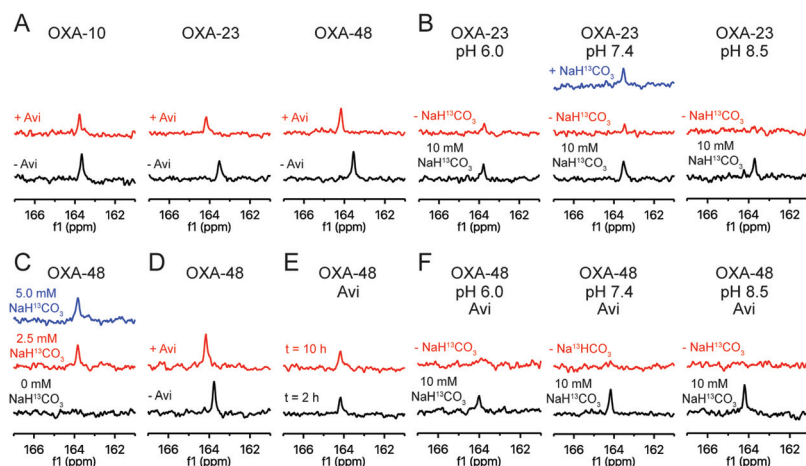 A
OXA-10
OXA-23
OXA-48
+ Avi
+ Avi
+ Avi
- Avi
- Avi
- Avi
166 164 162
f1 (ppm)
166 164 162
f1 (ppm)
166 164 162
f1 (ppm)
B
OXA-23
pH 6.0
OXA-23
pH 7.4
OXA-23
pH 8.5
+ NaH¹³CO₃
- NaH¹³CO₃
- NaH¹³CO₃
- NaH¹³CO₃
10 mM
NaH¹³CO₃
10 mM
NaH¹³CO₃
10 mM
NaH¹³CO₃
166 164 162
f1 (ppm)
166 164 162
f1 (ppm)
166 164 162
f1 (ppm)
C
OXA-48
5.0 mM
NaH¹³CO₃
2.5 mM
NaH¹³CO₃
0 mM
NaH¹³CO₃
166 164 162
f1 (ppm)
D
OXA-48
+ Avi
- Avi
166 164 162
f1 (ppm)
E
OXA-48
Avi
t = 10 h
t = 2 h
166 164 162
f1 (ppm)
F
OXA-48
pH 6.0
Avi
OXA-48
pH 7.4
Avi
OXA-48
pH 8.5
Avi
- NaH¹³CO₃
- Na¹³HCO₃
- NaH¹³CO₃
10 mM
NaH¹³CO₃
10 mM
NaH¹³CO₃
10 mM
NaH¹³CO₃
166 164 162
f1 (ppm)
166 164 162
f1 (ppm)
166 164 162
f1 (ppm)